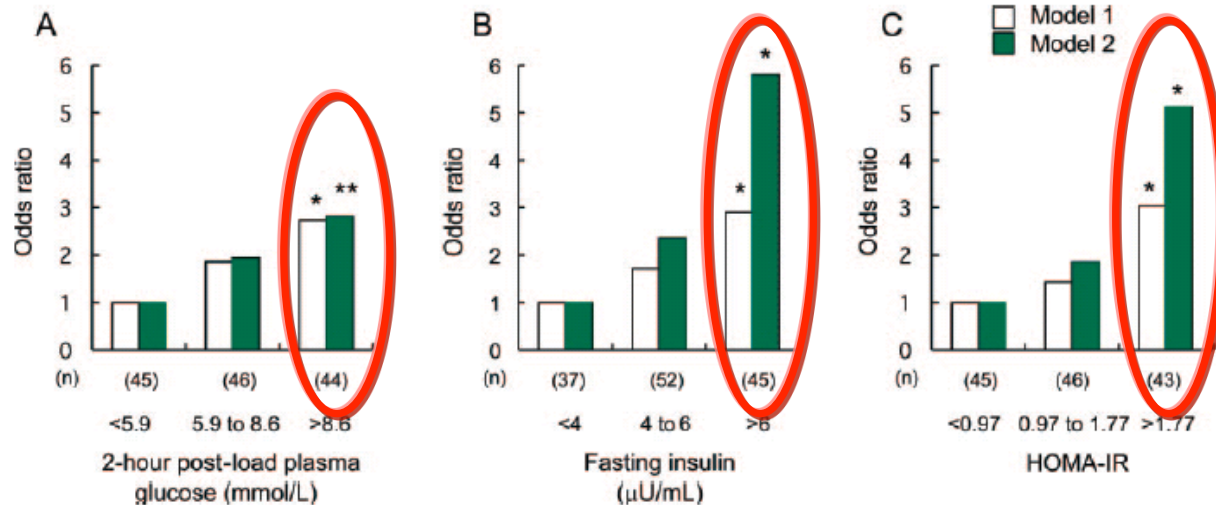 A
B
C
Model 1
Model 2
Odds ratio
6
5
4
3
2
1
0
*
**
(n)
(45)
(46)
(44)
<5.9
5.9 to 8.6
>8.6
2-hour post-load plasma
glucose (mmol/L)
Odds ratio
6
5
4
3
2
1
0
*
*
(n)
(37)
(52)
(45)
<4
4 to 6
>6
Fasting insulin
(μU/mL)
Odds ratio
6
5
4
3
2
1
0
*
*
(n)
(45)
(46)
(43)
<0.97
0.97 to 1.77
>1.77
HOMA-IR